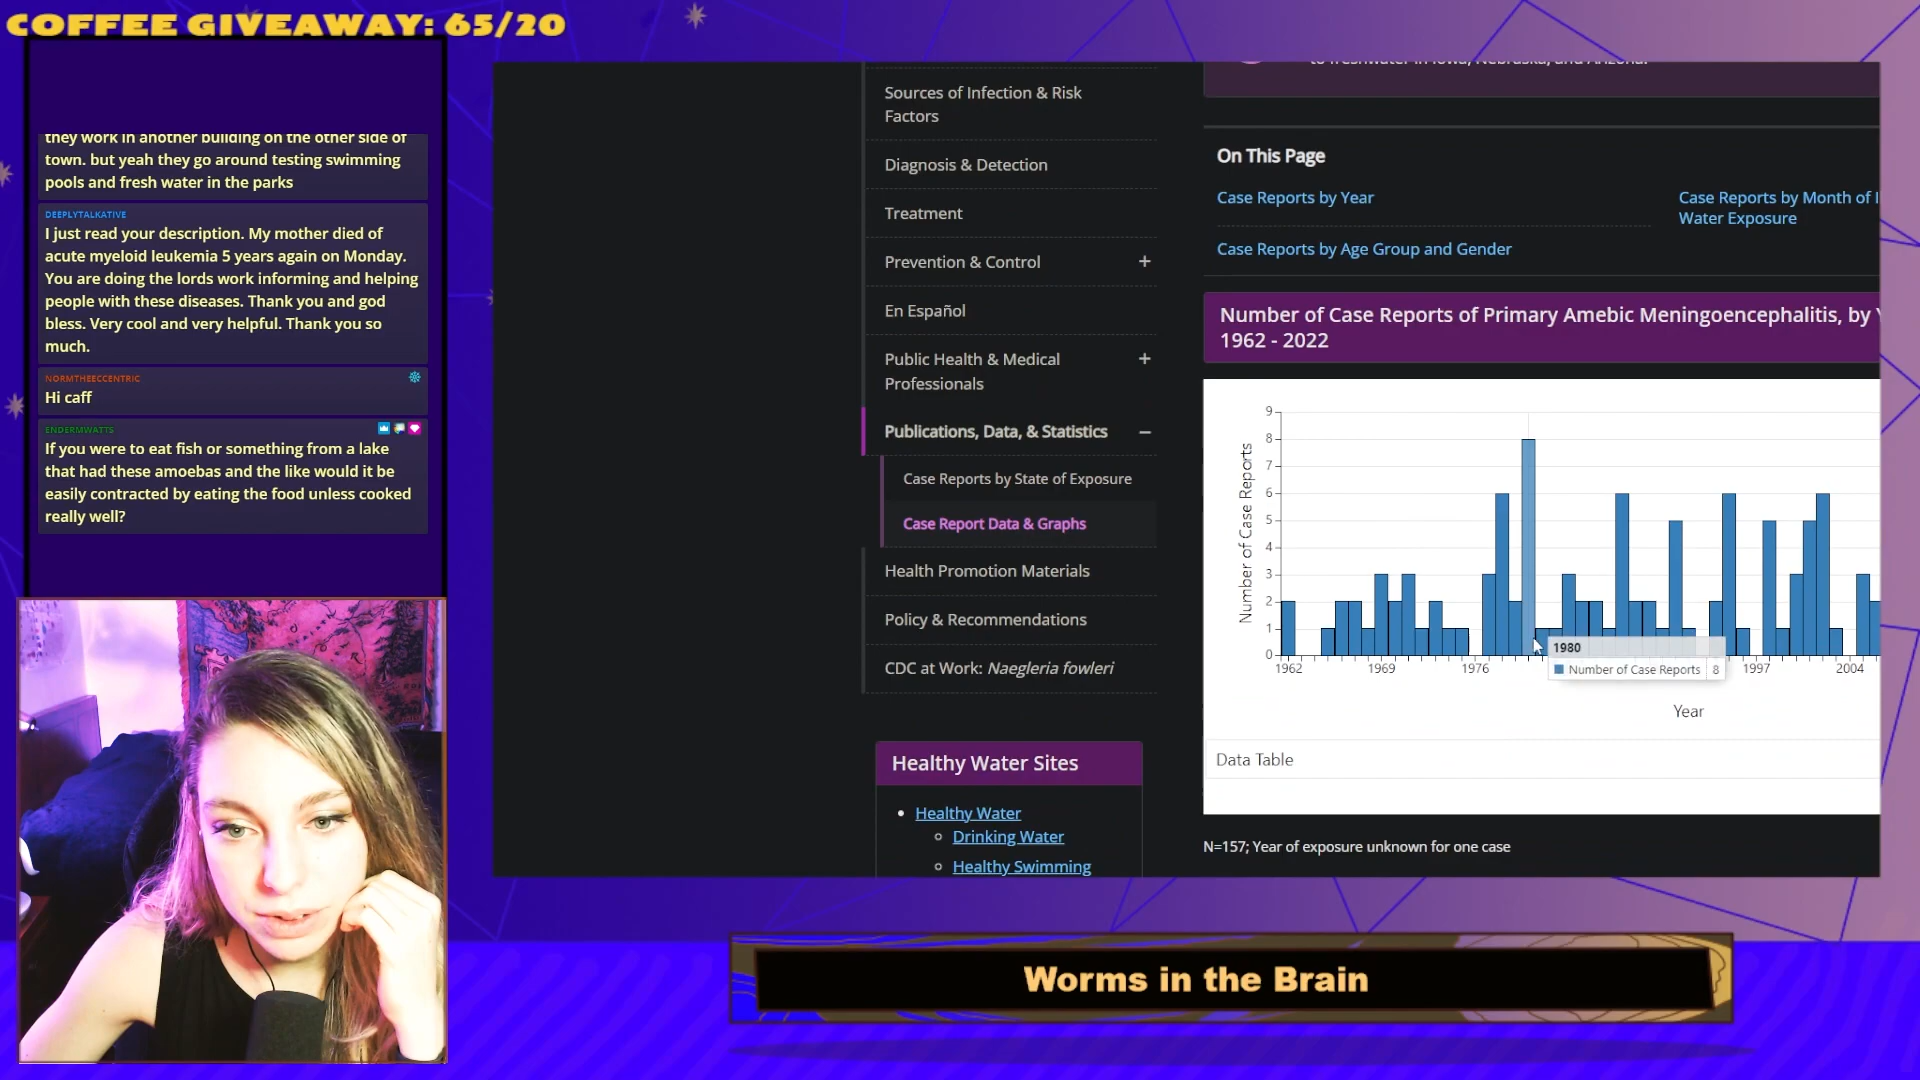 COFFEE GIVEAWAY: 65/20
they work in another building on the other side of
town. but yeah they go around testing swimming
pools and fresh water in the parks
DEEPLYTALKATIVE
I just read your description. My mother died of
acute myeloid leukemia 5 years again on Monday.
You are doing the lords work informing and helping
people with these diseases. Thank you and god
bless. Very cool and very helpful. Thank you so
much.
NORMTHEECCENTRIC
Hi caff
ENDERMWATTS
If you were to eat fish or something from a lake
that had these amoebas and the like would it be
easily contracted by eating the food unless cooked
really well?
Sources of Infection & Risk
Factors
Diagnosis & Detection
Treatment
Prevention & Control +
En Español
Public Health & Medical +
Professionals
Publications, Data, & Statistics −
Case Reports by State of Exposure
Case Report Data & Graphs
Health Promotion Materials
Policy & Recommendations
CDC at Work: Naegleria fowleri
Healthy Water Sites
• Healthy Water
Drinking Water
Healthy Swimming
to freshwater in Iowa, Nebraska, and Arizona.
On This Page
Case Reports by Year
Case Reports by Month of
Water Exposure
Case Reports by Age Group and Gender
Number of Case Reports of Primary Amebic Meningoencephalitis, by
1962 - 2022
Number of Case Reports
9
8
7
6
5
4
3
2
1
0
1962 1969 1976 1997 2004
1980
Number of Case Reports 8
Year
Data Table
N=157; Year of exposure unknown for one case
Worms in the Brain